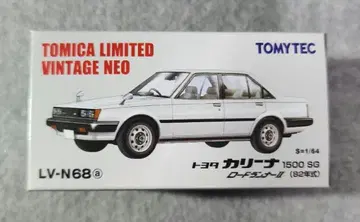 TOMICA LIMITED
VINTAGE NEO
TOMYTEC
S=1/64
LV-N68a
トヨタ カリーナ 1500 SG
ロードランナーII (82年式)